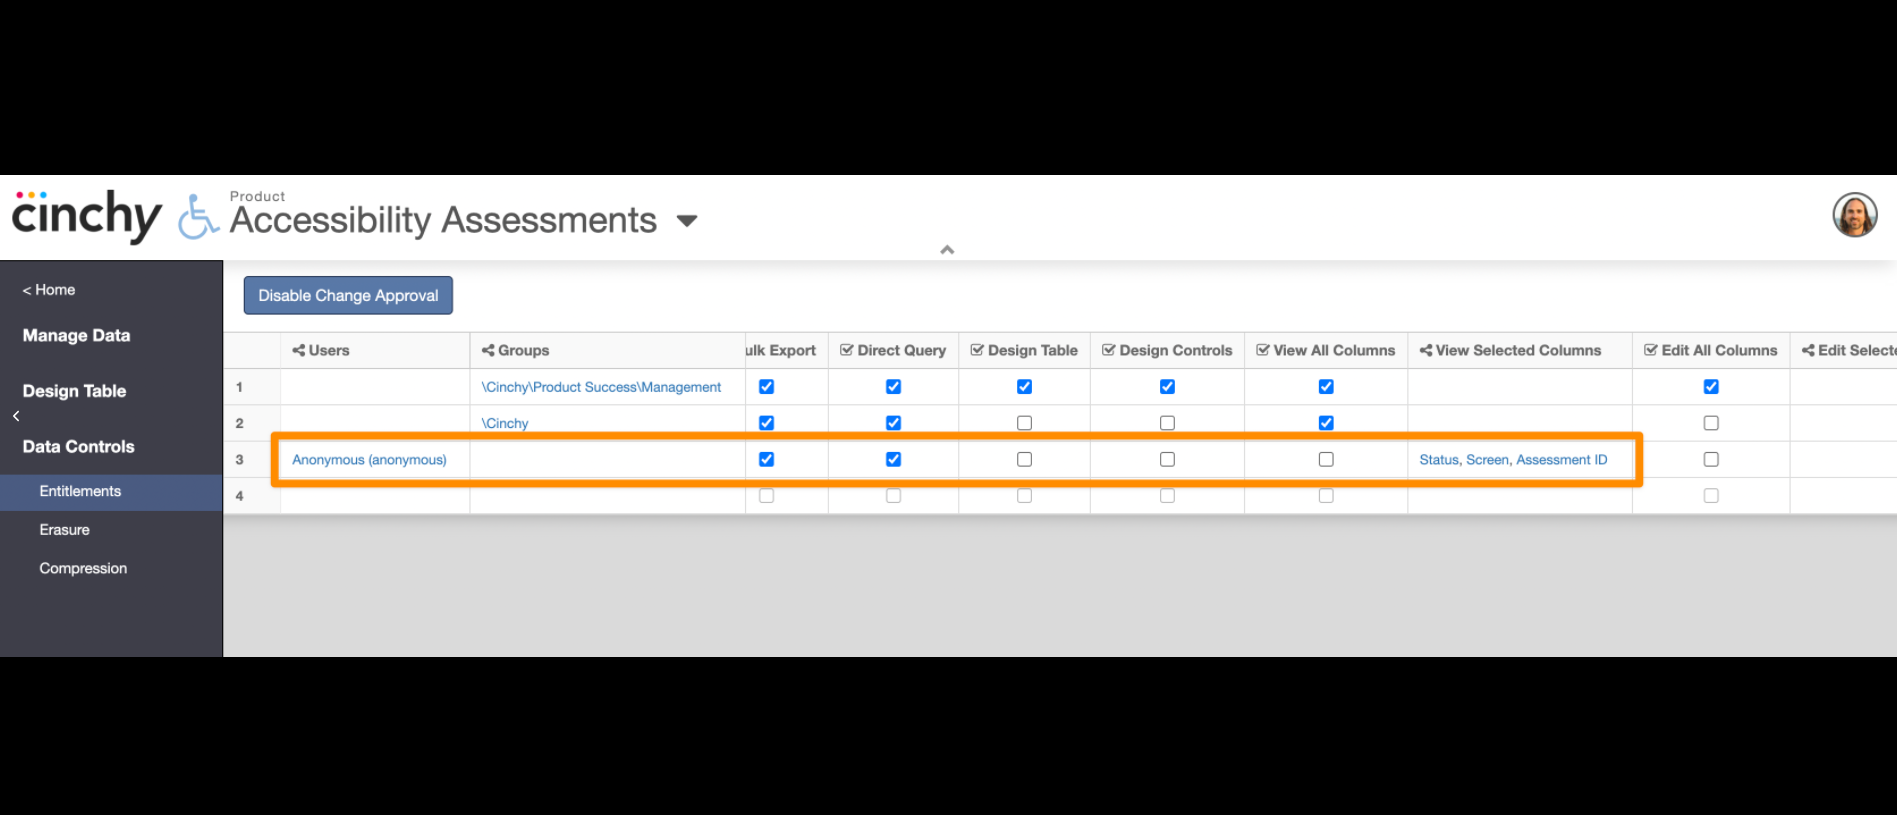 cinchy
Product
Accessibility Assessments
< Home
Manage Data
Design Table
Data Controls
Entitlements
Erasure
Compression
Disable Change Approval
Users Groups ulk Export Direct Query Design Table Design Controls View All Columns View Selected Columns Edit All Columns Edit Selecte
1 \Cinchy\Product Success\Management
2 \Cinchy
3 Anonymous (anonymous) Status, Screen, Assessment ID
4